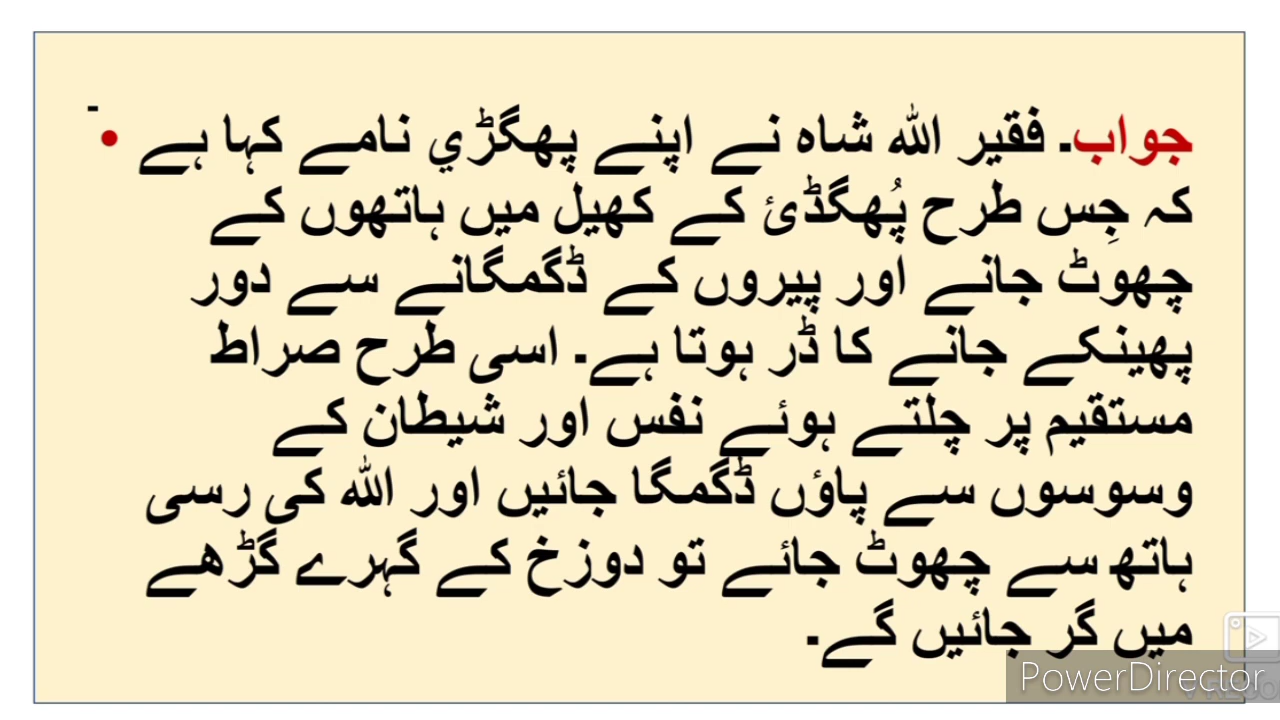 جواب۔ فقیر اللہ شاہ نے اپنے پھگڑي نامے کہا ہے
کہ جِس طرح پُھگڈئ کے کھیل میں ہاتھوں کے
چھوٹ جانے اور پیروں کے ڈگمگانے سے دور
پھینکے جانے کا ڈر ہوتا ہے۔ اسی طرح صراط
مستقیم پر چلتے ہوئے نفس اور شیطان کے
وسوسوں سے پاؤں ڈگمگا جائیں اور اللہ کی رسی
ہاتھ سے چھوٹ جائے تو دوزخ کے گہرے گڑھے
میں گر جائیں گے۔
PowerDirector